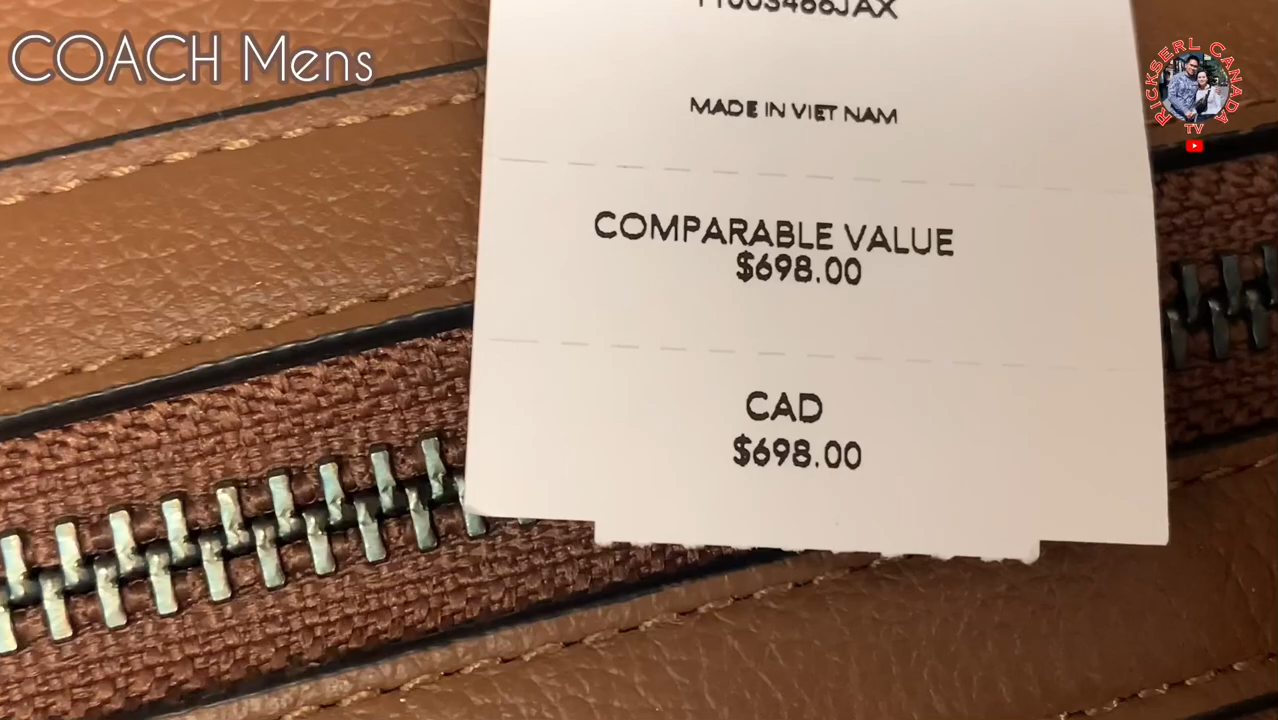 COACH Mens
MADE IN VIET NAM
COMPARABLE VALUE
$698.00
CAD
$698.00
RICKSERL CANADA
TV